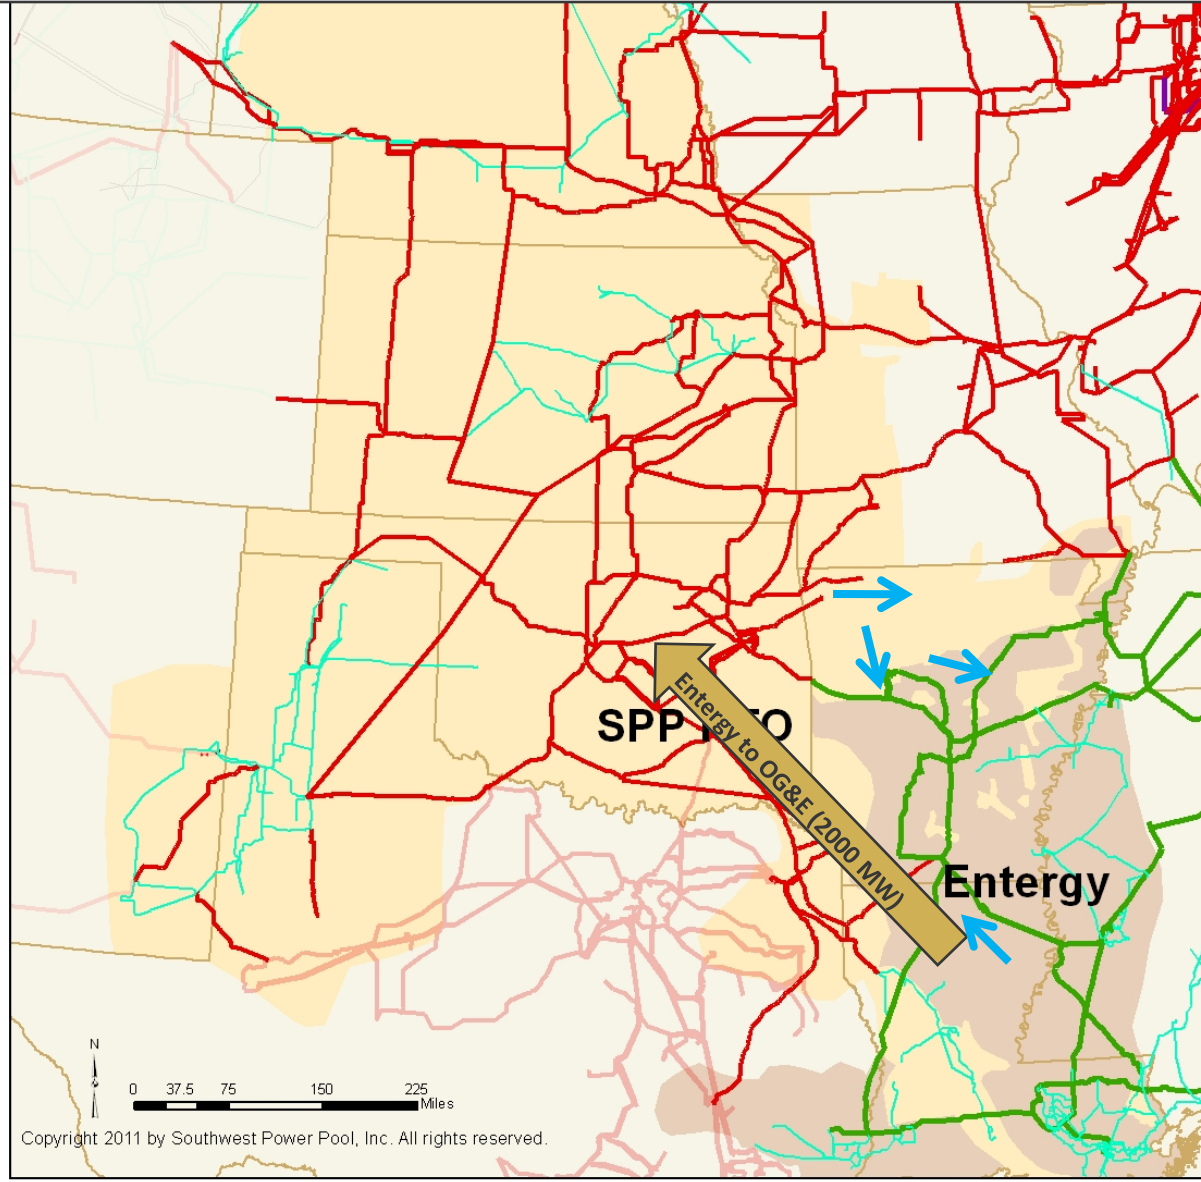 SPP RTO
Entergy to OG&E (2000 MW)
Entergy
N
0 37.5 75 150 225
Miles
Copyright 2011 by Southwest Power Pool, Inc. All rights reserved.